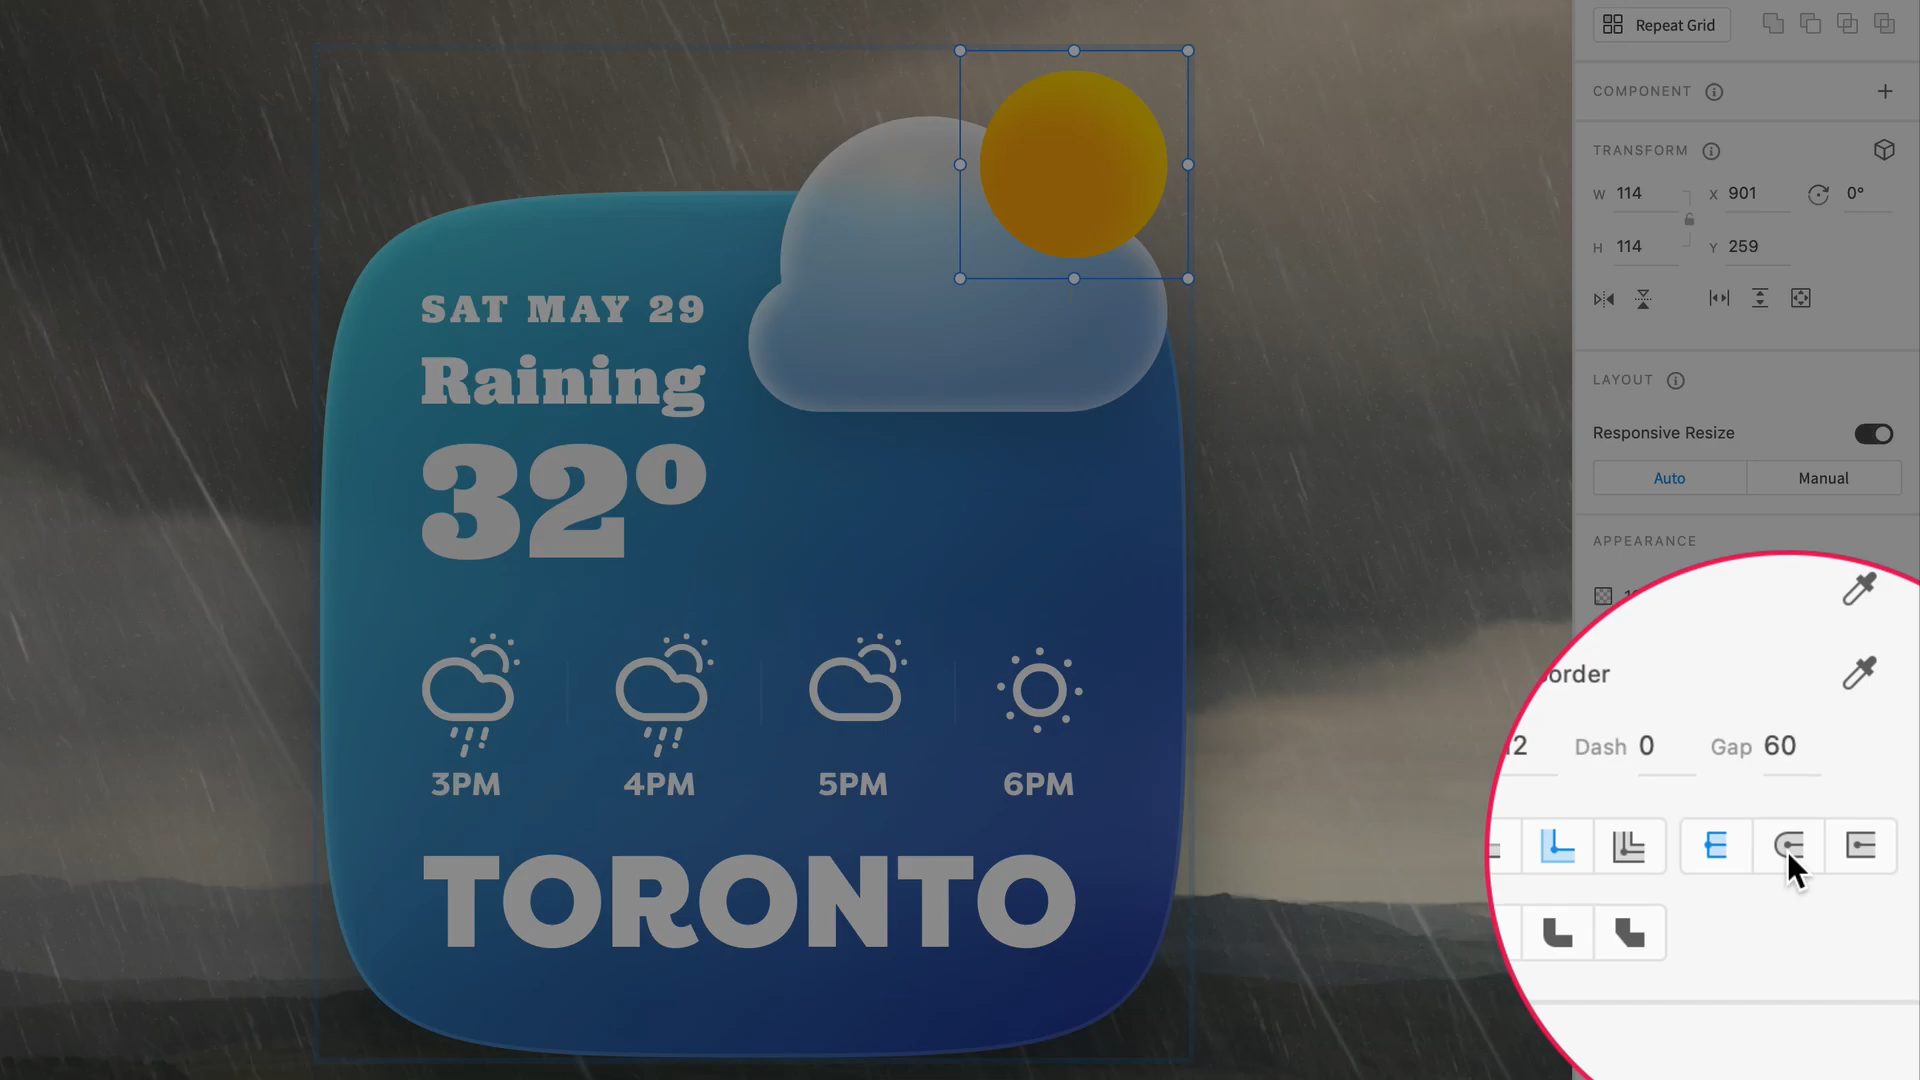 Repeat Grid
COMPONENT
TRANSFORM
W 114 X 901 0°
H 114 Y 259
LAYOUT
Responsive Resize
Auto Manual
APPEARANCE
order
Dash 0 Gap 60
SAT MAY 29
Raining
32°
3PM 4PM 5PM 6PM
TORONTO